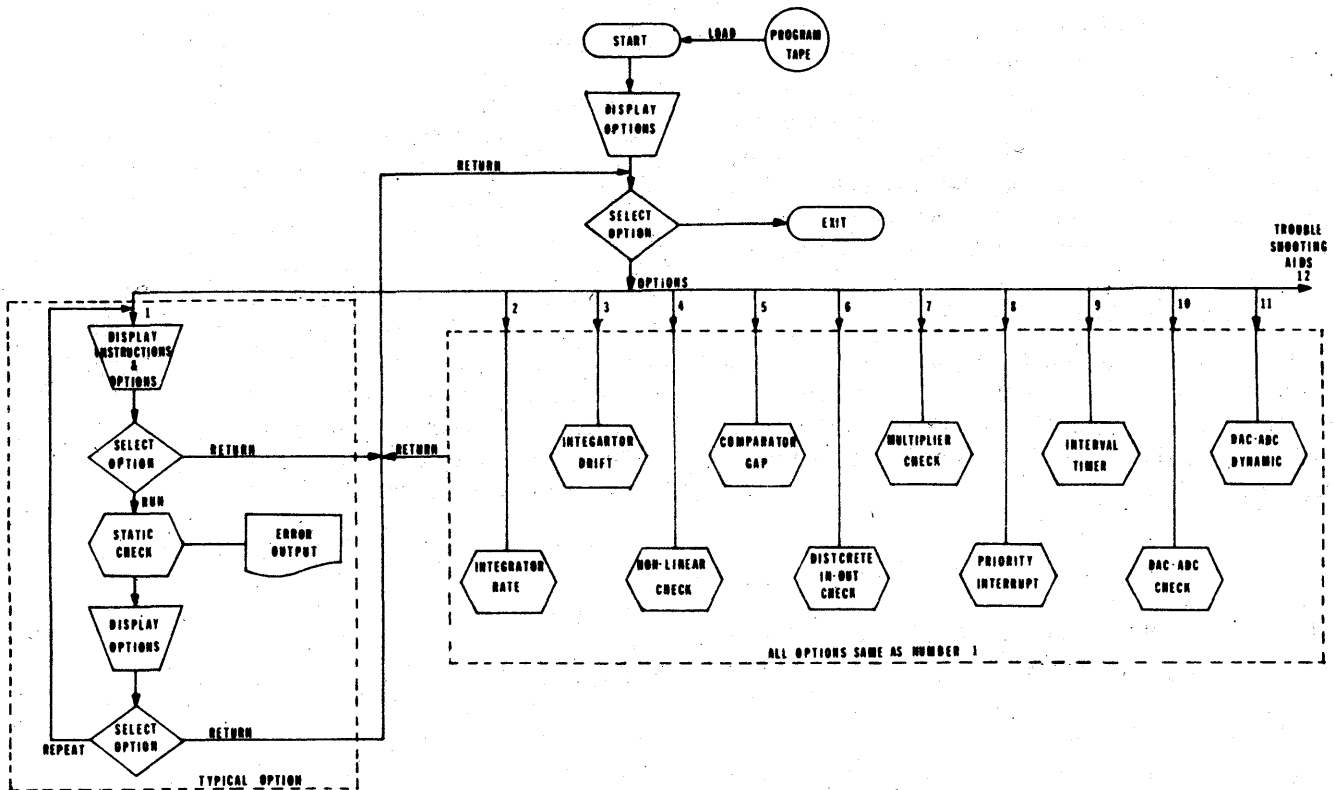 START
LOAD
PROGRAM
TAPE
DISPLAY
OPTIONS
RETURN
SELECT
OPTION
EXIT
TROUBLE
SHOOTING
AIDS
12
OPTIONS
1
2
3
4
5
6
7
8
9
10
11
DISPLAY
INSTRUCTIONS
&
OPTIONS
SELECT
OPTION
RETURN
RETURN
RUN
STATIC
CHECK
ERROR
OUTPUT
DISPLAY
OPTIONS
SELECT
OPTION
REPEAT
RETURN
TYPICAL OPTION
INTEGRATOR
RATE
INTEGARTOR
DRIFT
NON-LINEAR
CHECK
COMPARATOR
GAP
DISTCRETE
IN-OUT
CHECK
MULTIPLIER
CHECK
PRIORITY
INTERRUPT
INTERVAL
TIMER
DAC-ADC
CHECK
DAC-ADC
DYNAMIC
ALL OPTIONS SAME AS NUMBER 1